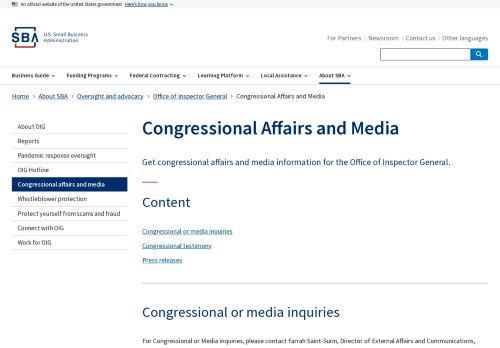 An official website of the United States government Here's how you know
SBA U.S. Small Business
Administration
For Partners Newsroom Contact us Other languages
Business Guide Funding Programs Federal Contracting Learning Platform Local Assistance About SBA
Home About SBA Oversight and advocacy Office of Inspector General Congressional Affairs and Media
About OIG
Reports
Pandemic response oversight
OIG Hotline
Congressional affairs and media
Whistleblower protection
Protect yourself from scams and fraud
Connect with OIG
Work for OIG
Congressional Affairs and Media
Get congressional affairs and media information for the Office of Inspector General.
Content
Congressional or media inquiries
Congressional testimony
Press releases
Congressional or media inquiries
For Congressional or Media inquiries, please contact Farrah Saint-Surin, Director of External Affairs and Communications,